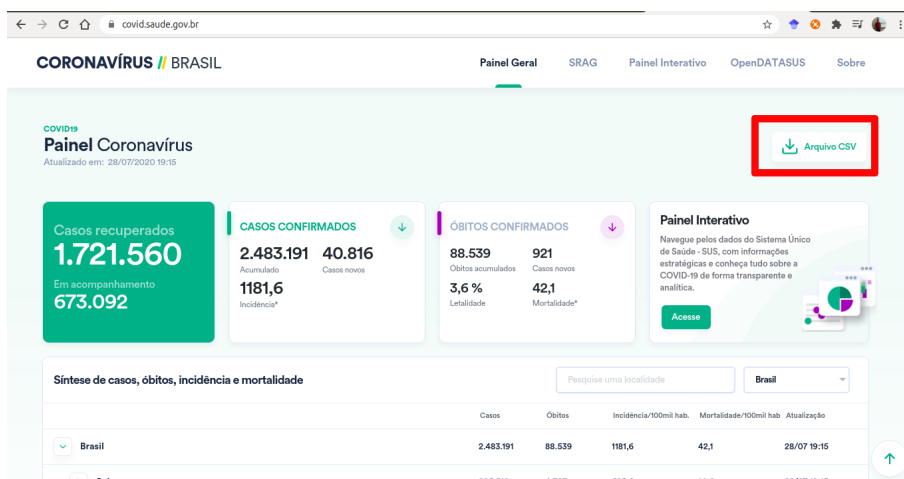 covid.saude.gov.br
CORONAVÍRUS // BRASIL
Painel Geral
SRAG
Painel Interativo
OpenDATASUS
Sobre
COVID19
Painel Coronavírus
Atualizado em: 28/07/2020 19:15
Arquivo CSV
Casos recuperados
1.721.560
Em acompanhamento
673.092
CASOS CONFIRMADOS
2.483.191 40.816
Acumulado Casos novos
1181,6
Incidência*
ÓBITOS CONFIRMADOS
88.539 921
Óbitos acumulados Casos novos
3,6 % 42,1
Letalidade Mortalidade*
Painel Interativo
Navegue pelos dados do Sistema Único
de Saúde - SUS, com informações
estratégicas e conheça tudo sobre a
COVID-19 de forma transparente e
analítica.
Acesse
Síntese de casos, óbitos, incidência e mortalidade
Pesquise uma localidade
Brasil
Casos Óbitos Incidência/100mil hab. Mortalidade/100mil hab Atualização
Brasil 2.483.191 88.539 1181,6 42,1 28/07 19:15